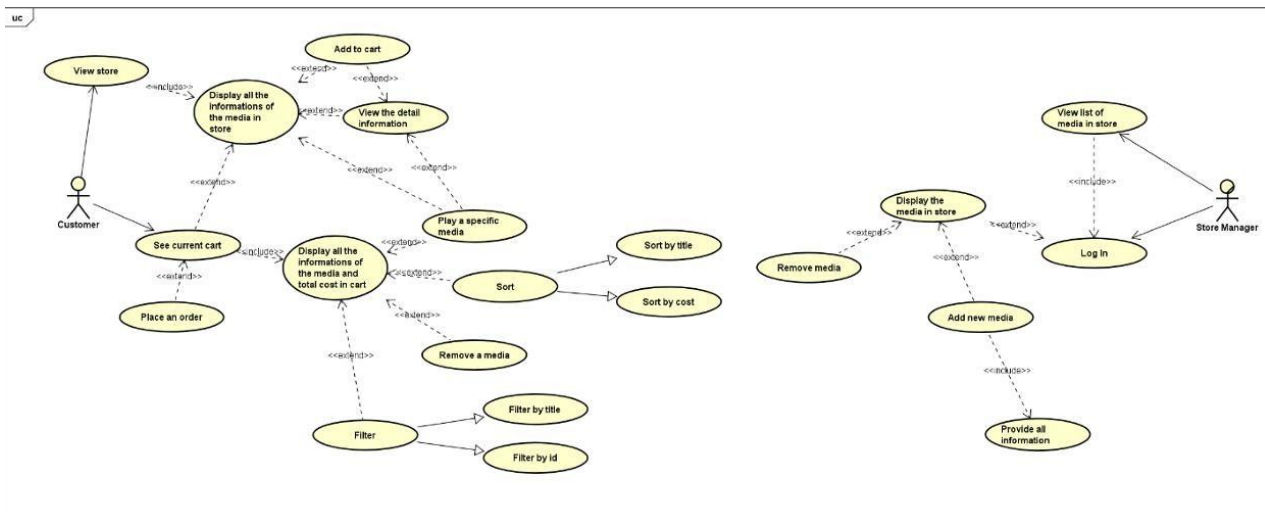 uc
View store
<<include>>
Display all the
informations of
the media in
store
<<extend>>
Add to cart
<<extend>>
<<extend>>
View the detail
information
<<extend>>
<<extend>>
Play a specific
media
Customer
<<extend>>
See current cart
<<include>>
<<extend>>
Place an order
Display all the
informations of
the media and
total cost in cart
<<extend>>
<<extend>>
Sort
Sort by title
Sort by cost
<<extend>>
Remove a media
<<extend>>
Filter
Filter by title
Filter by id
View list of
media in store
<<include>>
Store Manager
Display the
media in store
<<extend>>
Log In
<<extend>>
Remove media
<<extend>>
Add new media
<<include>>
Provide all
information